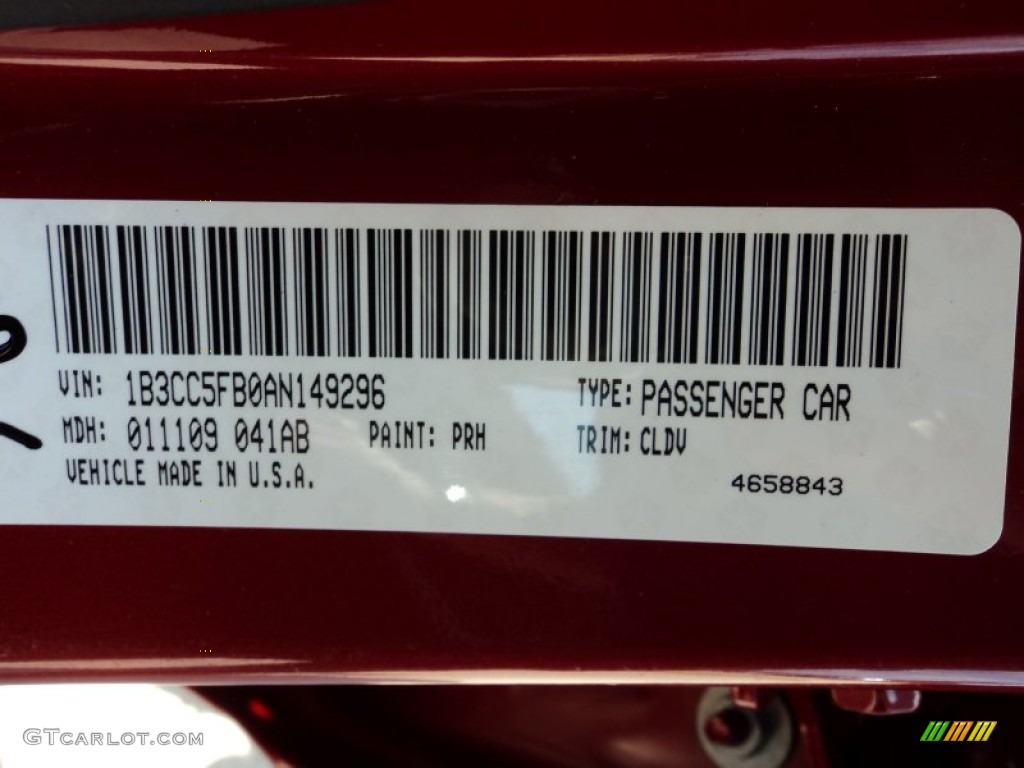 VIN: 1B3CC5FB0AN149296 TYPE: PASSENGER CAR
MDH: 011109 041AB PAINT: PRH TRIM: CLDV
VEHICLE MADE IN U.S.A. 4658843
GTCARLOT.COM